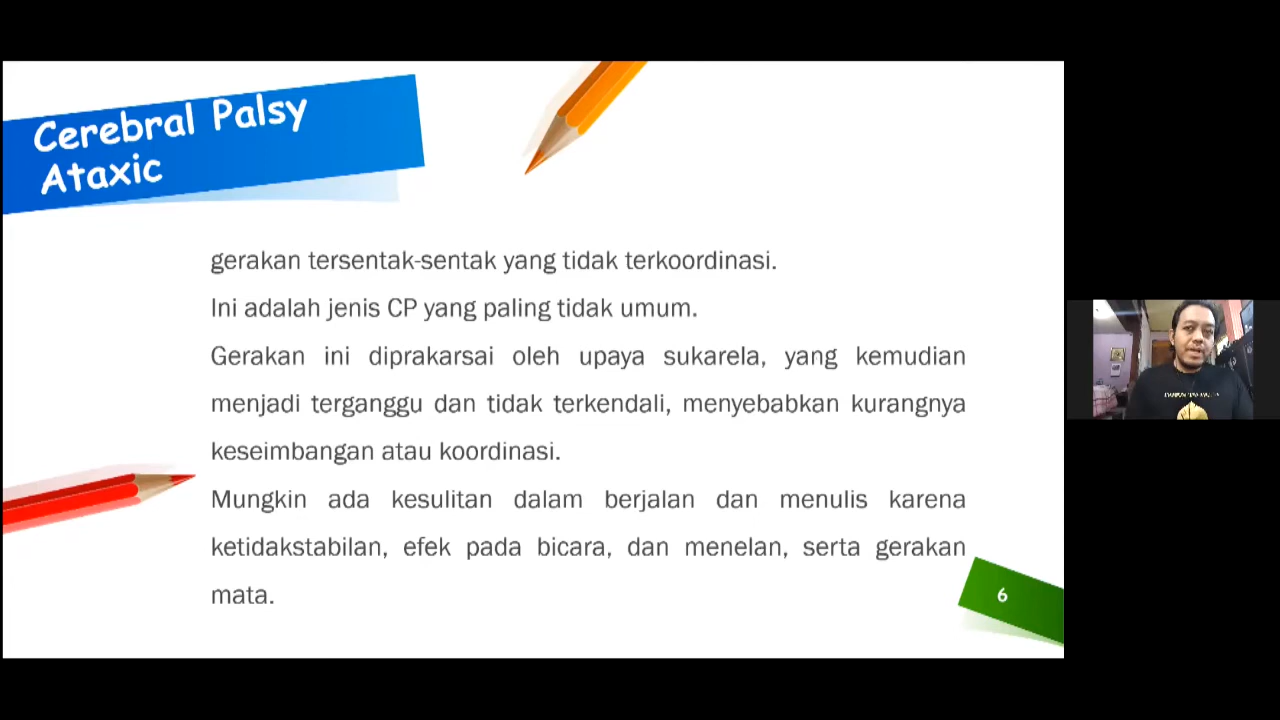 Cerebral Palsy
Ataxic
gerakan tersentak-sentak yang tidak terkoordinasi.
Ini adalah jenis CP yang paling tidak umum.
Gerakan ini diprakarsai oleh upaya sukarela, yang kemudian
menjadi terganggu dan tidak terkendali, menyebabkan kurangnya
keseimbangan atau koordinasi.
Mungkin ada kesulitan dalam berjalan dan menulis karena
ketidakstabilan, efek pada bicara, dan menelan, serta gerakan
mata.
6